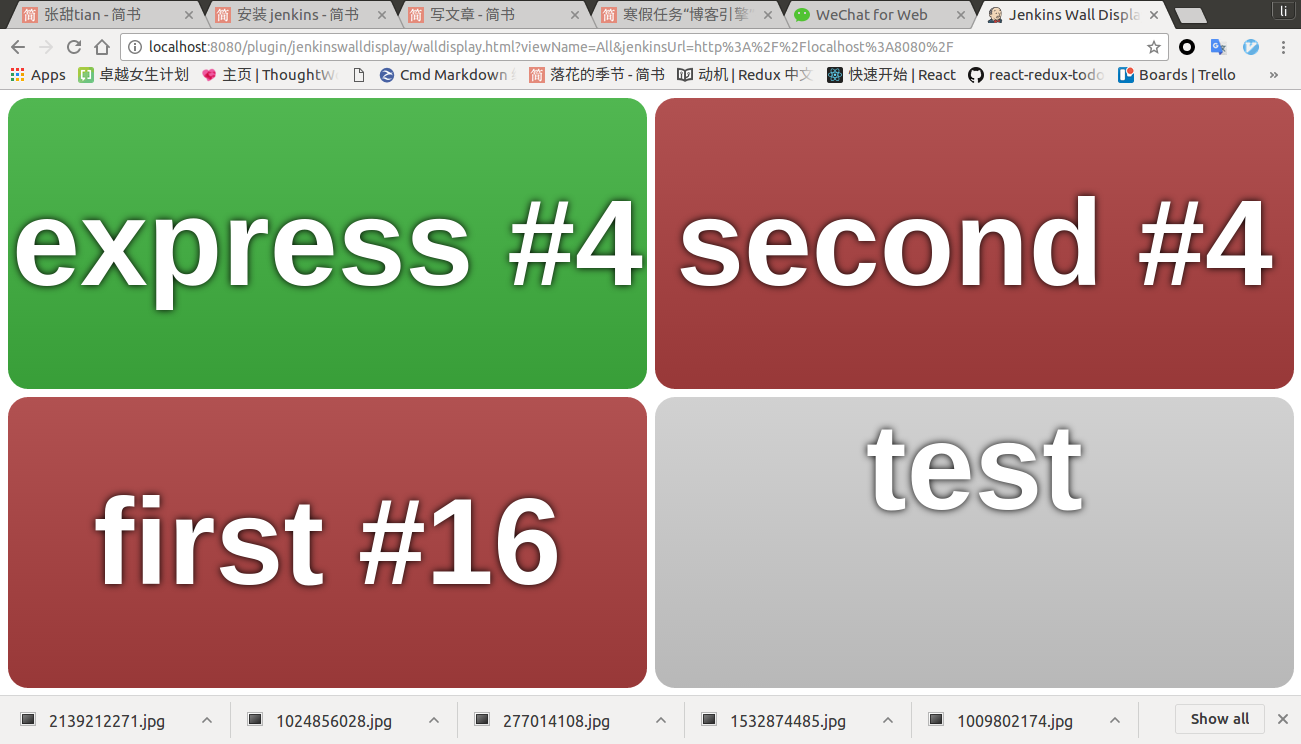 张甜tian - 简书
安装 jenkins - 简书
写文章 - 简书
寒假任务“博客引擎”
WeChat for Web
Jenkins Wall Displa
li
localhost:8080/plugin/jenkinswalldisplay/walldisplay.html?viewName=All&jenkinsUrl=http%3A%2F%2Flocalhost%3A8080%2F
Apps
卓越女生计划
主页 | ThoughtW
Cmd Markdown
落花的季节 - 简书
动机 | Redux 中文
快速开始 | React
react-redux-todo
Boards | Trello
»
express #4
second #4
first #16
test
2139212271.jpg
1024856028.jpg
277014108.jpg
1532874485.jpg
1009802174.jpg
Show all